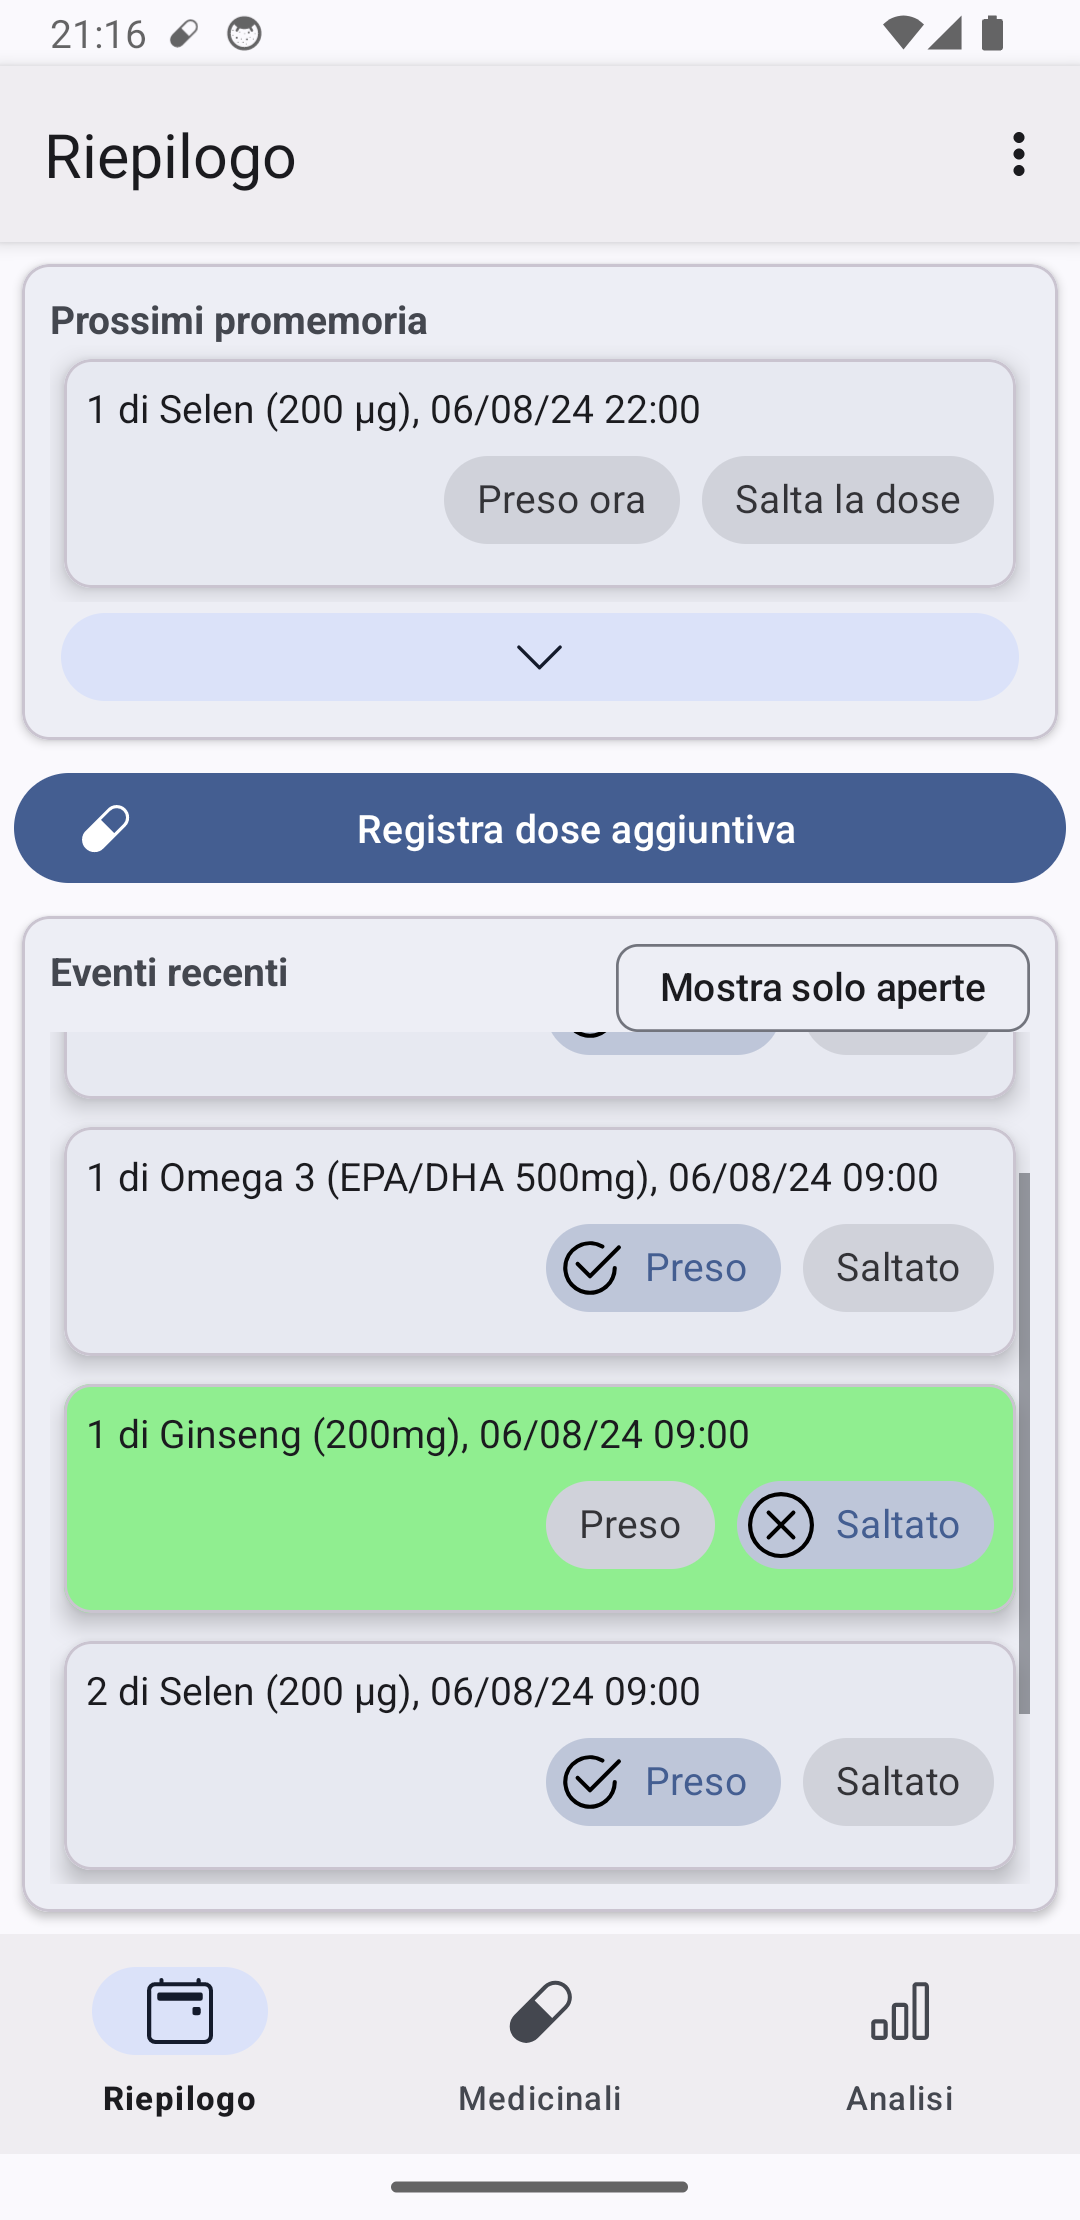 21:16
Riepilogo
Prossimi promemoria
1 di Selen (200 µg), 06/08/24 22:00
Preso ora
Salta la dose
Registra dose aggiuntiva
Eventi recenti
Mostra solo aperte
1 di Omega 3 (EPA/DHA 500mg), 06/08/24 09:00
Preso
Saltato
1 di Ginseng (200mg), 06/08/24 09:00
Preso
Saltato
2 di Selen (200 µg), 06/08/24 09:00
Preso
Saltato
Riepilogo
Medicinali
Analisi